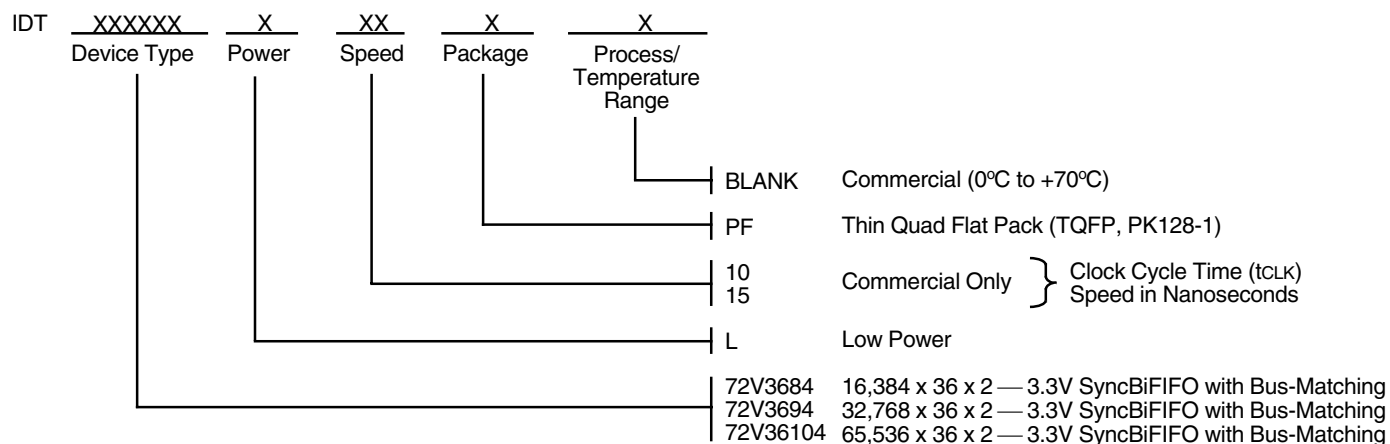 IDT XXXXXX X XX X X
Device Type Power Speed Package Process/
Temperature
Range
BLANK Commercial (0ºC to +70ºC)
PF Thin Quad Flat Pack (TQFP, PK128-1)
10
15
Commercial Only } Clock Cycle Time (tCLK)
Speed in Nanoseconds
L Low Power
72V3684 16,384 x 36 x 2 — 3.3V SyncBiFIFO with Bus-Matching
72V3694 32,768 x 36 x 2 — 3.3V SyncBiFIFO with Bus-Matching
72V36104 65,536 x 36 x 2 — 3.3V SyncBiFIFO with Bus-Matching